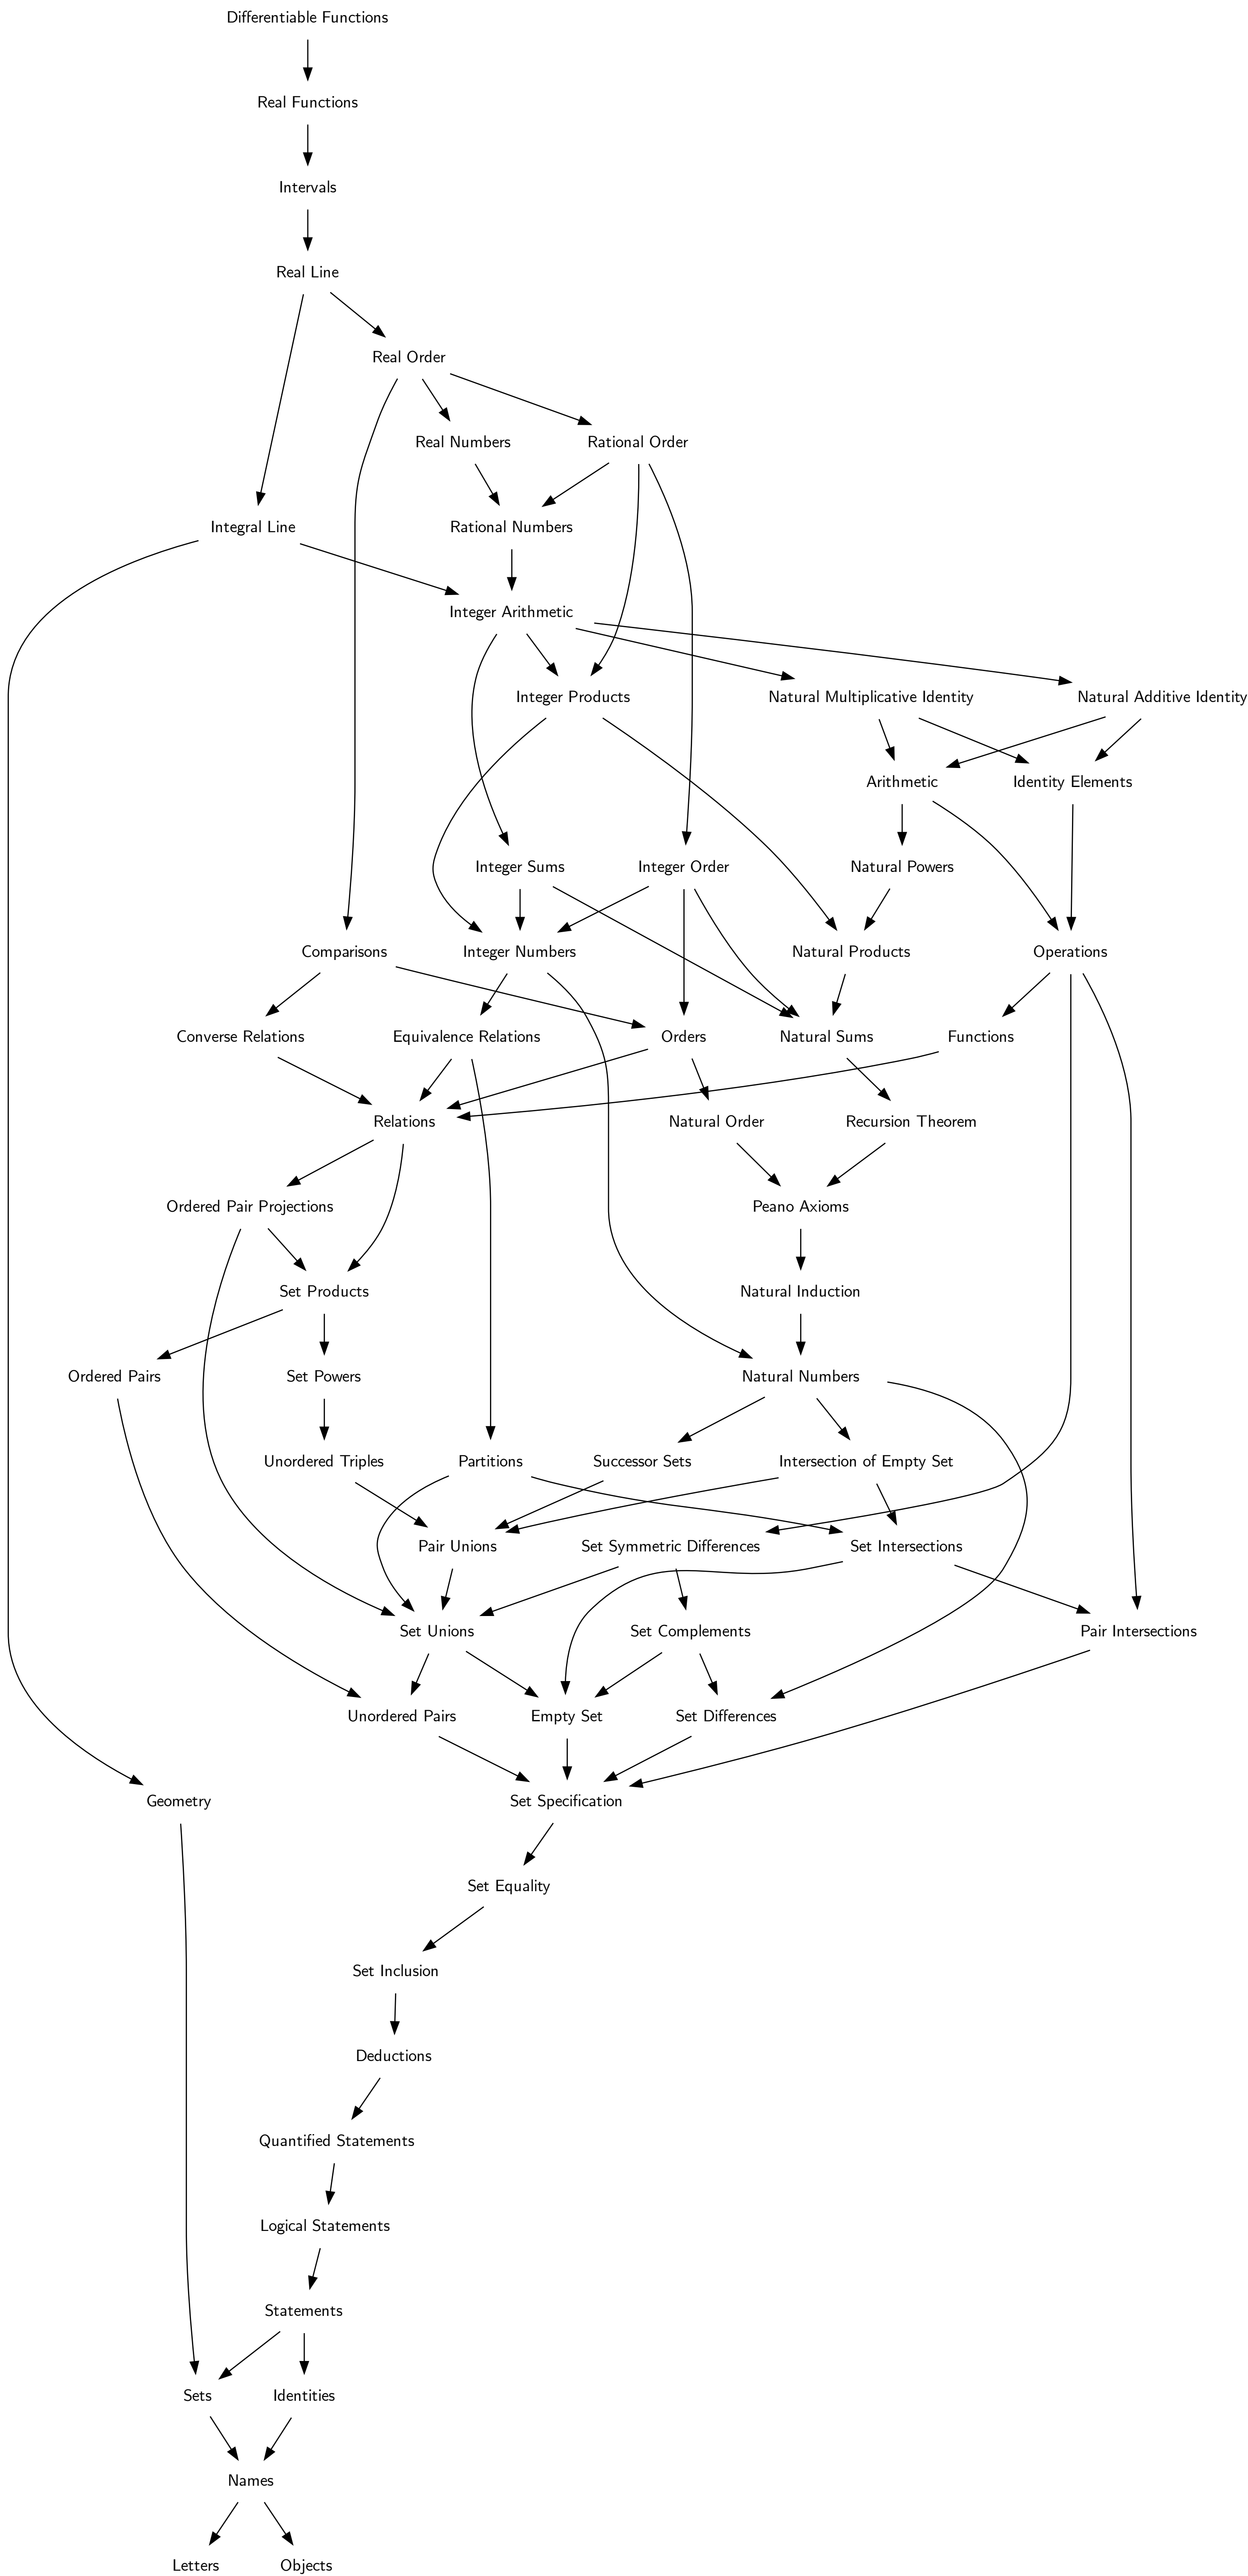 Differentiable Functions
Real Functions
Intervals
Real Line
Real Order
Real Numbers
Rational Order
Integral Line
Rational Numbers
Integer Arithmetic
Integer Products
Natural Multiplicative Identity
Natural Additive Identity
Arithmetic
Identity Elements
Integer Sums
Integer Order
Natural Powers
Comparisons
Integer Numbers
Natural Products
Operations
Converse Relations
Equivalence Relations
Orders
Natural Sums
Functions
Relations
Natural Order
Recursion Theorem
Ordered Pair Projections
Peano Axioms
Set Products
Natural Induction
Ordered Pairs
Set Powers
Natural Numbers
Unordered Triples
Partitions
Successor Sets
Intersection of Empty Set
Pair Unions
Set Symmetric Differences
Set Intersections
Set Unions
Set Complements
Pair Intersections
Unordered Pairs
Empty Set
Set Differences
Geometry
Set Specification
Set Equality
Set Inclusion
Deductions
Quantified Statements
Logical Statements
Statements
Sets
Identities
Names
Letters
Objects